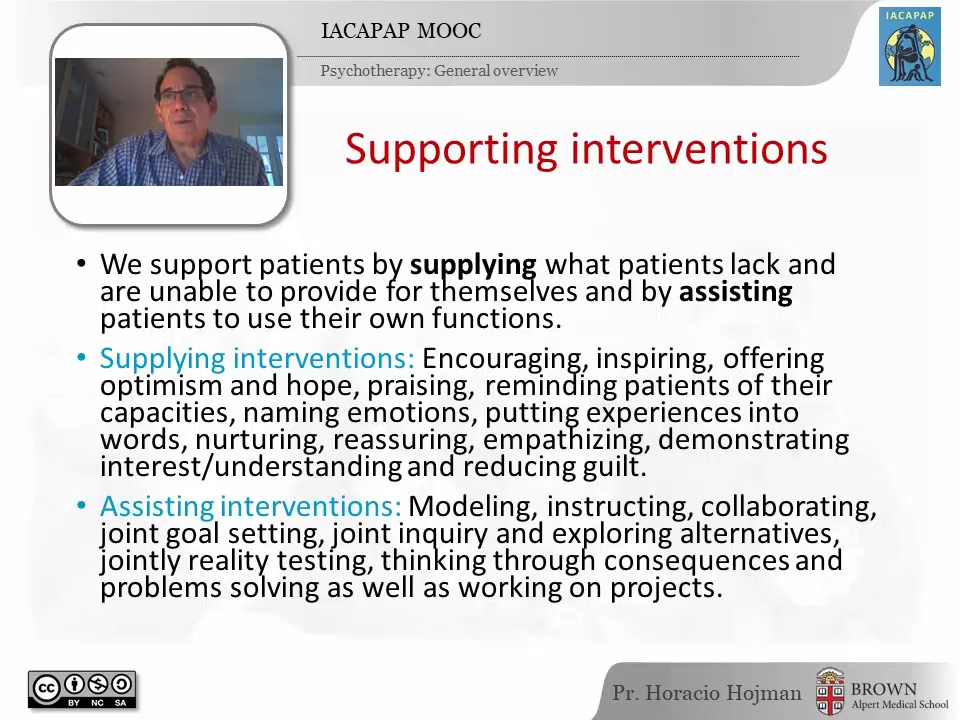 IACAPAP MOOC
Psychotherapy: General overview
IACAPAP
Supporting interventions
• We support patients by supplying what patients lack and
are unable to provide for themselves and by assisting
patients to use their own functions.
• Supplying interventions: Encouraging, inspiring, offering
optimism and hope, praising, reminding patients of their
capacities, naming emotions, putting experiences into
words, nurturing, reassuring, empathizing, demonstrating
interest/understanding and reducing guilt.
• Assisting interventions: Modeling, instructing, collaborating,
joint goal setting, joint inquiry and exploring alternatives,
jointly reality testing, thinking through consequences and
problems solving as well as working on projects.
cc
BY NC SA
Pr. Horacio Hojman
BROWN
Alpert Medical School